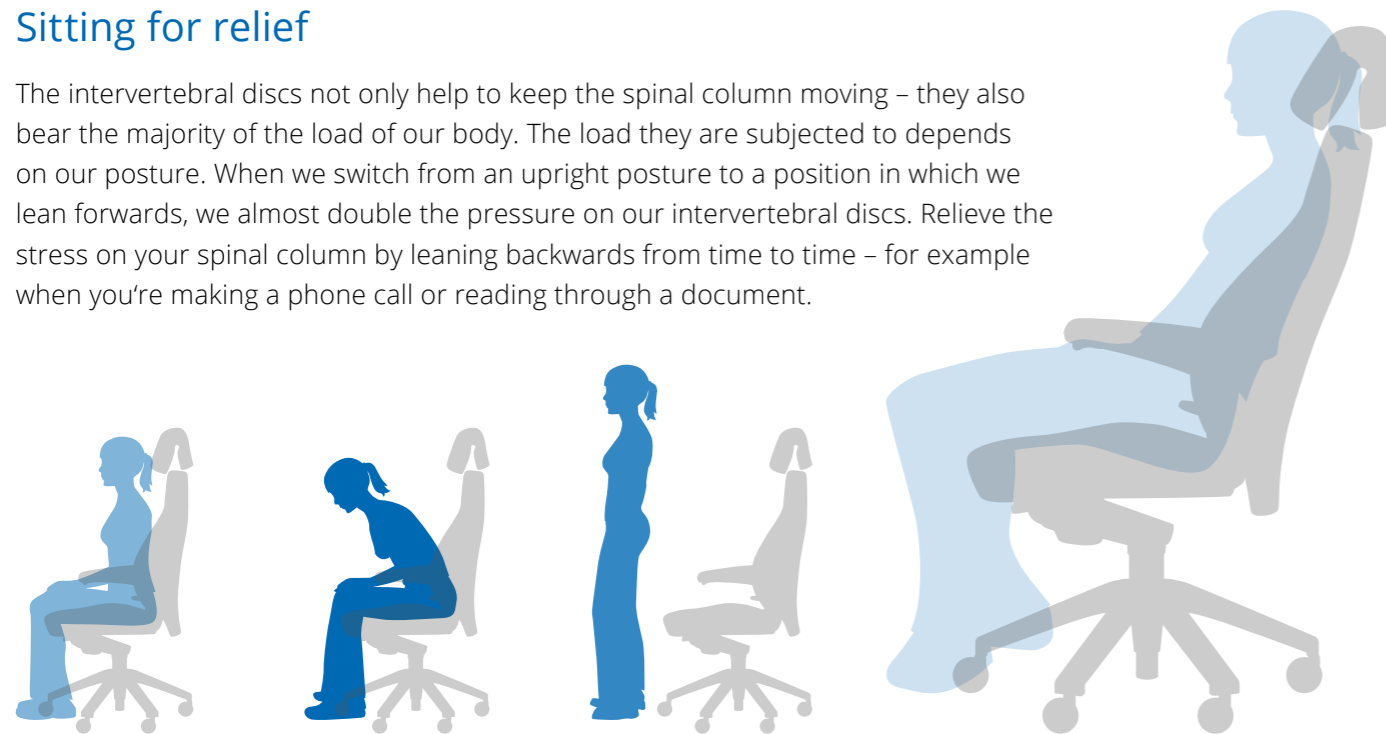 Sitting for relief
The intervertebral discs not only help to keep the spinal column moving – they also
bear the majority of the load of our body. The load they are subjected to depends
on our posture. When we switch from an upright posture to a position in which we
lean forwards, we almost double the pressure on our intervertebral discs. Relieve the
stress on your spinal column by leaning backwards from time to time – for example
when you‘re making a phone call or reading through a document.